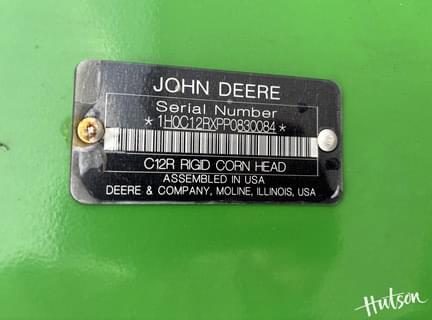 JOHN DEERE
Serial Number
*1H0C12RXPP0830084*
C12R RIGID CORN HEAD
ASSEMBLED IN USA
DEERE & COMPANY, MOLINE, ILLINOIS, USA
Hutson